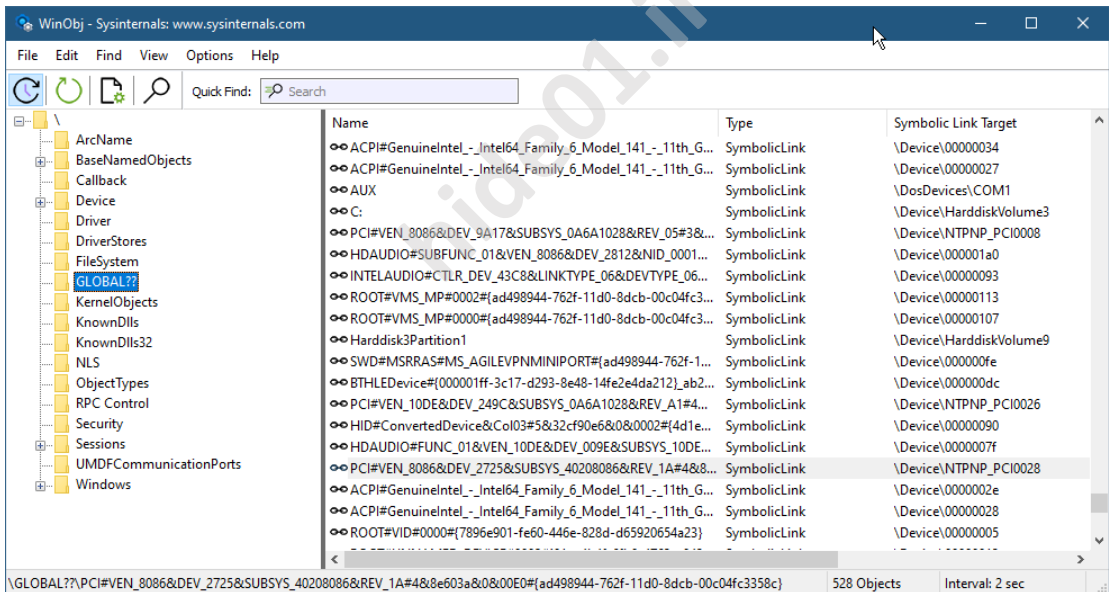 WinObj - Sysinternals: www.sysinternals.com
File Edit Find View Options Help
Quick Find: Search
\
ArcName
BaseNamedObjects
Callback
Device
Driver
DriverStores
FileSystem
GLOBAL??
KernelObjects
KnownDlls
KnownDlls32
NLS
ObjectTypes
RPC Control
Security
Sessions
UMDFCommunicationPorts
Windows
Name Type Symbolic Link Target
ACPI#GenuineIntel_-_Intel64_Family_6_Model_141_-_11th_G... SymbolicLink \Device\00000034
ACPI#GenuineIntel_-_Intel64_Family_6_Model_141_-_11th_G... SymbolicLink \Device\00000027
AUX SymbolicLink \DosDevices\COM1
C: SymbolicLink \Device\HarddiskVolume3
PCI#VEN_8086&DEV_9A17&SUBSYS_0A6A1028&REV_05#3&... SymbolicLink \Device\NTPNP_PCI0008
HDAUDIO#SUBFUNC_01&VEN_8086&DEV_2812&NID_0001... SymbolicLink \Device\000001a0
INTELAUDIO#CTLR_DEV_43C8&LINKTYPE_06&DEVTYPE_06... SymbolicLink \Device\00000093
ROOT#VMS_MP#0002#{ad498944-762f-11d0-8dcb-00c04fc3... SymbolicLink \Device\00000113
ROOT#VMS_MP#0000#{ad498944-762f-11d0-8dcb-00c04fc3... SymbolicLink \Device\00000107
Harddisk3Partition1 SymbolicLink \Device\HarddiskVolume9
SWD#MSRRAS#MS_AGILEVPNMINIPORT#{ad498944-762f-1... SymbolicLink \Device\000000fe
BTHLEDevice#{000001ff-3c17-d293-8e48-14fe2e4da212}_ab2... SymbolicLink \Device\000000dc
PCI#VEN_10DE&DEV_249C&SUBSYS_0A6A1028&REV_A1#4... SymbolicLink \Device\NTPNP_PCI0026
HID#ConvertedDevice&Col03#5&32cf90e6&0&0002#{4d1e... SymbolicLink \Device\00000090
HDAUDIO#FUNC_01&VEN_10DE&DEV_009E&SUBSYS_10DE... SymbolicLink \Device\0000007f
PCI#VEN_8086&DEV_2725&SUBSYS_40208086&REV_1A#4&8... SymbolicLink \Device\NTPNP_PCI0028
ACPI#GenuineIntel_-_Intel64_Family_6_Model_141_-_11th_G... SymbolicLink \Device\0000002e
ACPI#GenuineIntel_-_Intel64_Family_6_Model_141_-_11th_G... SymbolicLink \Device\00000028
ROOT#VID#0000#{7896e901-fe60-446e-828d-d65920654a23} SymbolicLink \Device\00000005
\GLOBAL??\PCI#VEN_8086&DEV_2725&SUBSYS_40208086&REV_1A#4&8e603a&0&00E0#{ad498944-762f-11d0-8dcb-00c04fc3358c} 528 Objects Interval: 2 sec